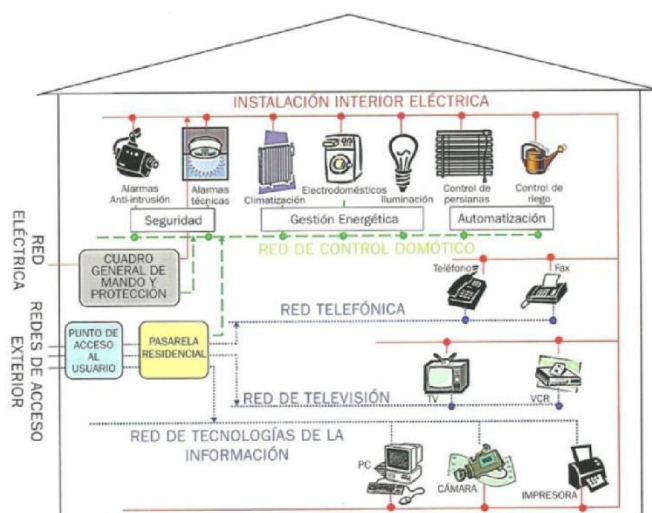 INSTALACIÓN INTERIOR ELÉCTRICA
Alarmas
Anti-intrusión
Alarmas
técnicas
Climatización
Electrodomésticos
Iluminación
Control de
persianas
Control de
riego
Seguridad
Gestión Energética
Automatización
RED DE CONTROL DOMÓTICO
RED
ELÉCTRICA
CUADRO
GENERAL DE
MANDO Y
PROTECCIÓN
Teléfono
Fax
RED TELEFÓNICA
REDES DE ACCESO
EXTERIOR
PUNTO DE
ACCESO
AL
USUARIO
PASARELA
RESIDENCIAL
RED DE TELEVISIÓN
TV
VCR
RED DE TECNOLOGÍAS DE LA
INFORMACIÓN
PC
CÁMARA
IMPRESORA